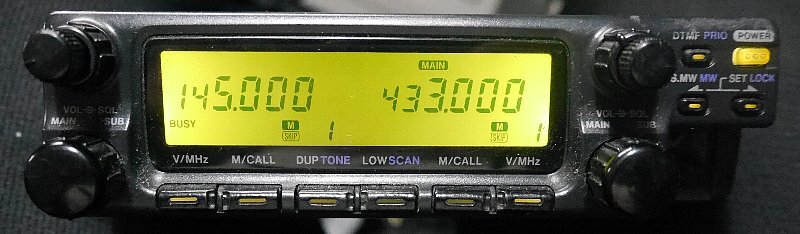 DTMF PRIO POWER
MAIN
145.000 433.000
S.MW MW SET LOCK
VOL SQL VOL SQL
MAIN SUB BUSY M 1 M 1 MAIN SUB
SKIP SKIP
V/MHz M/CALL DUP TONE LOW SCAN M/CALL V/MHz